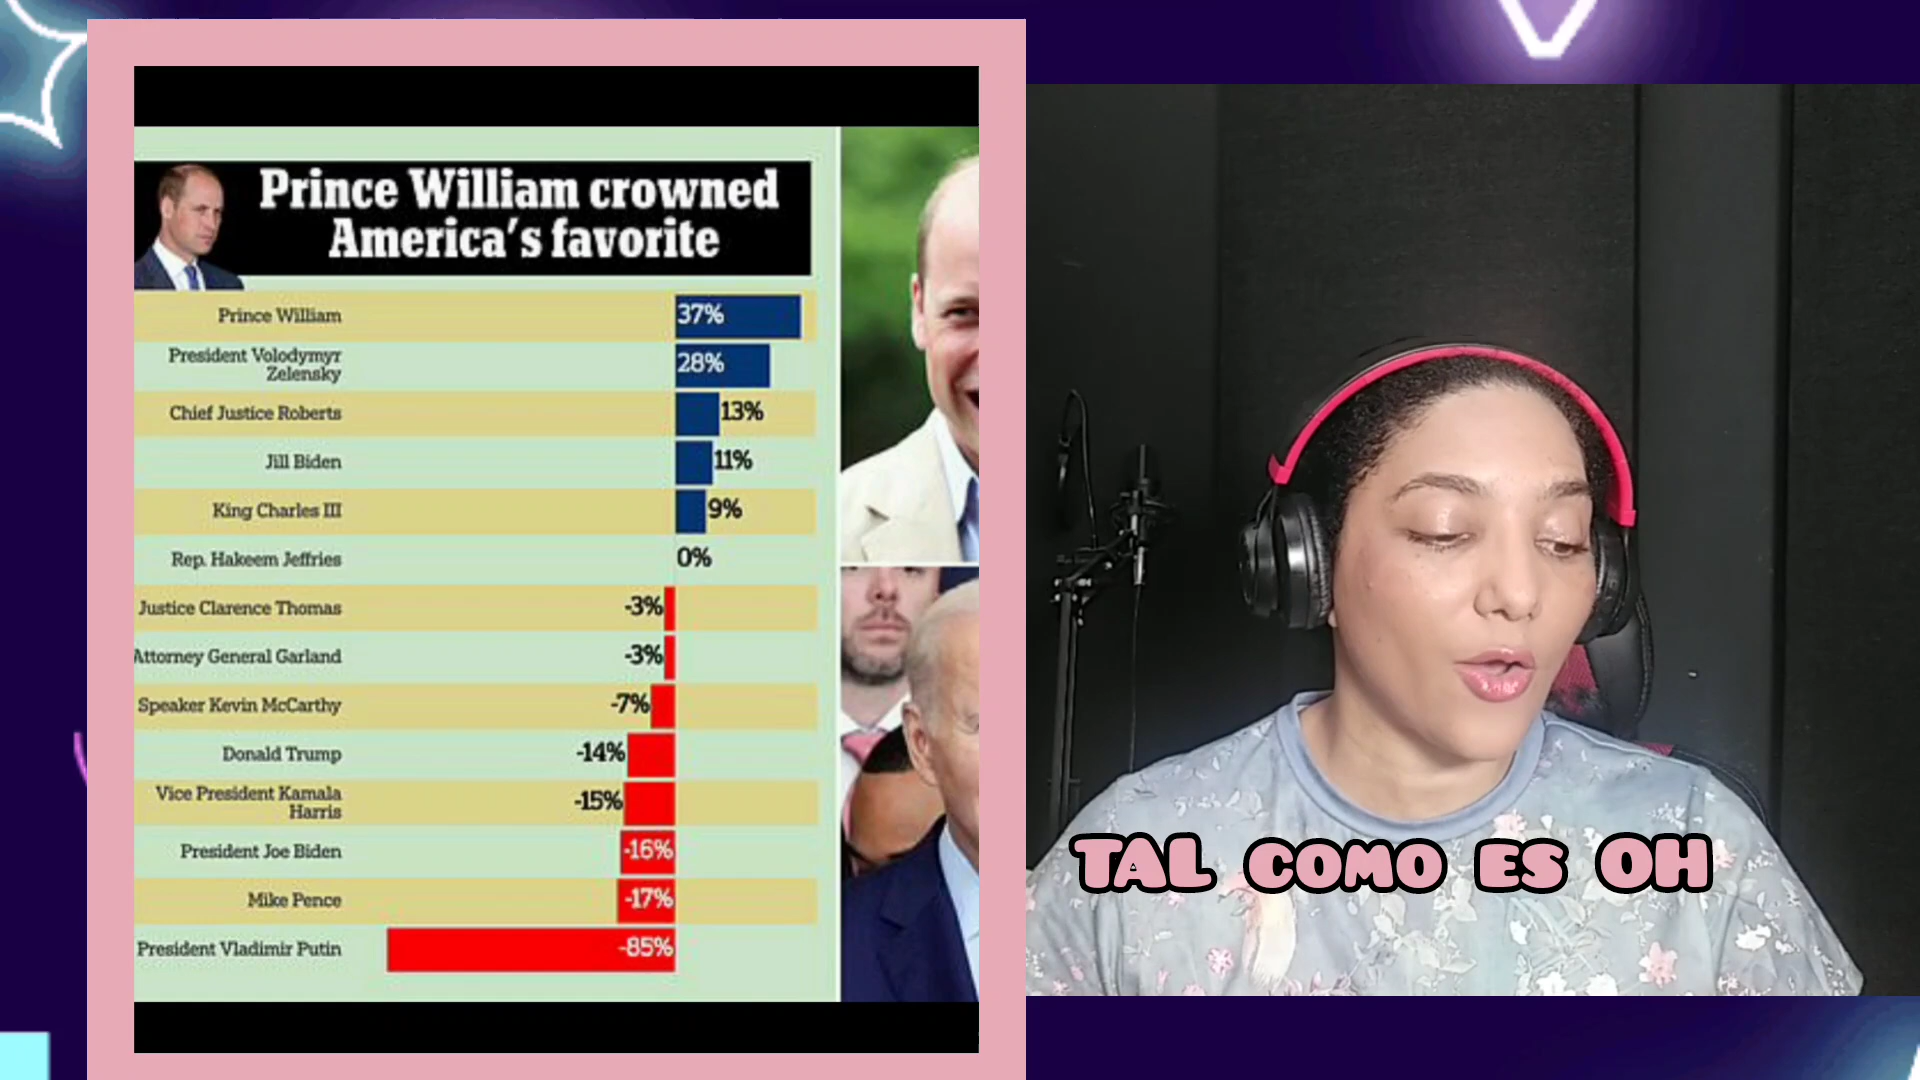 Prince William crowned
America's favorite
Prince William 37%
President Volodymyr
Zelensky 28%
Chief Justice Roberts 13%
Jill Biden 11%
King Charles III 9%
Rep. Hakeem Jeffries 0%
Justice Clarence Thomas -3%
Attorney General Garland -3%
Speaker Kevin McCarthy -7%
Donald Trump -14%
Vice President Kamala
Harris -15%
President Joe Biden -16%
Mike Pence -17%
President Vladimir Putin -85%
TAL COMO ES OH